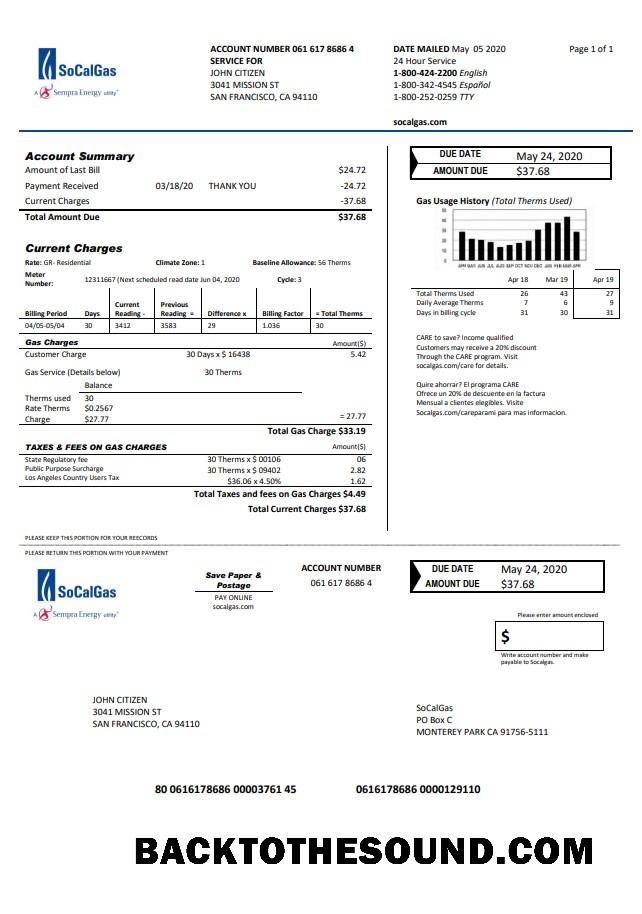 SoCalGas
A Sempra Energy utility®
ACCOUNT NUMBER 061 617 8686 4
SERVICE FOR
JOHN CITIZEN
3041 MISSION ST
SAN FRANCISCO, CA 94110
DATE MAILED May 05 2020
24 Hour Service
1-800-424-2200 English
1-800-342-4545 Español
1-800-252-0259 TTY
socalgas.com
Page 1 of 1
Account Summary
Amount of Last Bill $24.72
Payment Received 03/18/20 THANK YOU -24.72
Current Charges -37.68
Total Amount Due $37.68
DUE DATE May 24, 2020
AMOUNT DUE $37.68
Gas Usage History (Total Therms Used)
50
40
30
20
10
0
APR MAY JUN JUL AUG SEP OCT NOV DEC JAN FEB MAR APR
Apr 18 Mar 19 Apr 19
Total Therms Used 26 43 27
Daily Average Therms 7 6 9
Days in billing cycle 31 30 31
CARE to save? Income qualified
Customers may receive a 20% discount
Through the CARE program. Visit
socalgas.com/care for details.
Quire ahorrar? El programa CARE
Ofrece un 20% de descuento en la factura
Mensual a clientes elegibles. Visite
Socalgas.com/careparami para mas informacion.
Current Charges
Rate: GR- Residential Climate Zone: 1 Baseline Allowance: 56 Therms
Meter Number: 12311667 (Next scheduled read date Jun 04, 2020 Cycle: 3
Billing Period Days Current Reading - Previous Reading = Difference x Billing Factor = Total Therms
04/05-05/04 30 3412 3583 29 1.036 30
Gas Charges Amount($)
Customer Charge 30 Days x $ 16438 5.42
Gas Service (Details below) 30 Therms
Balance
Therms used 30
Rate Therms $0.2567
Charge $27.77 = 27.77
Total Gas Charge $33.19
TAXES & FEES ON GAS CHARGES Amount($)
State Regulatory fee 30 Therms x $ 00106 06
Public Purpose Surcharge 30 Therms x $ 09402 2.82
Los Angeles Country Users Tax $36.06 x 4.50% 1.62
Total Taxes and fees on Gas Charges $4.49
Total Current Charges $37.68
PLEASE KEEP THIS PORTION FOR YOUR REECORDS
PLEASE RETURN THIS PORTION WITH YOUR PAYMENT
SoCalGas
A Sempra Energy utility®
Save Paper &
Postage
PAY ONLINE
socalgas.com
ACCOUNT NUMBER
061 617 8686 4
DUE DATE May 24, 2020
AMOUNT DUE $37.68
Please enter amount enclosed
$
Write account number and make
payable to Socalgas.
JOHN CITIZEN
3041 MISSION ST
SAN FRANCISCO, CA 94110
SoCalGas
PO Box C
MONTEREY PARK CA 91756-5111
80 0616178686 00003761 45 0616178686 0000129110
BACKTOTHESOUND.COM